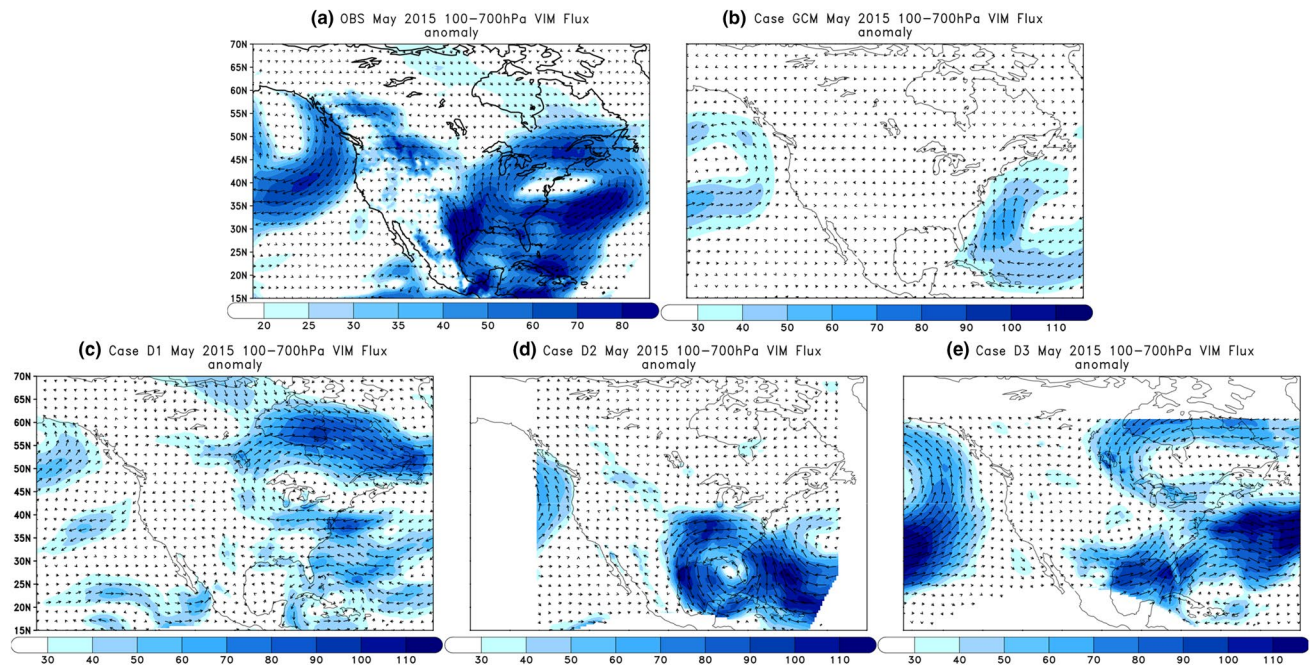 (a) OBS May 2015 100−700hPa VIM Flux
anomaly
70N
65N
60N
55N
50N
45N
40N
35N
30N
25N
20N
15N
20 25 30 35 40 50 60 70 80
(b) Case GCM May 2015 100−700hPa VIM Flux
anomaly
30 40 50 60 70 80 90 100 110
(c) Case D1 May 2015 100−700hPa VIM Flux
anomaly
70N
65N
60N
55N
50N
45N
40N
35N
30N
25N
20N
15N
30 40 50 60 70 80 90 100 110
(d) Case D2 May 2015 100−700hPa VIM Flux
anomaly
30 40 50 60 70 80 90 100 110
(e) Case D3 May 2015 100−700hPa VIM Flux
anomaly
30 40 50 60 70 80 90 100 110